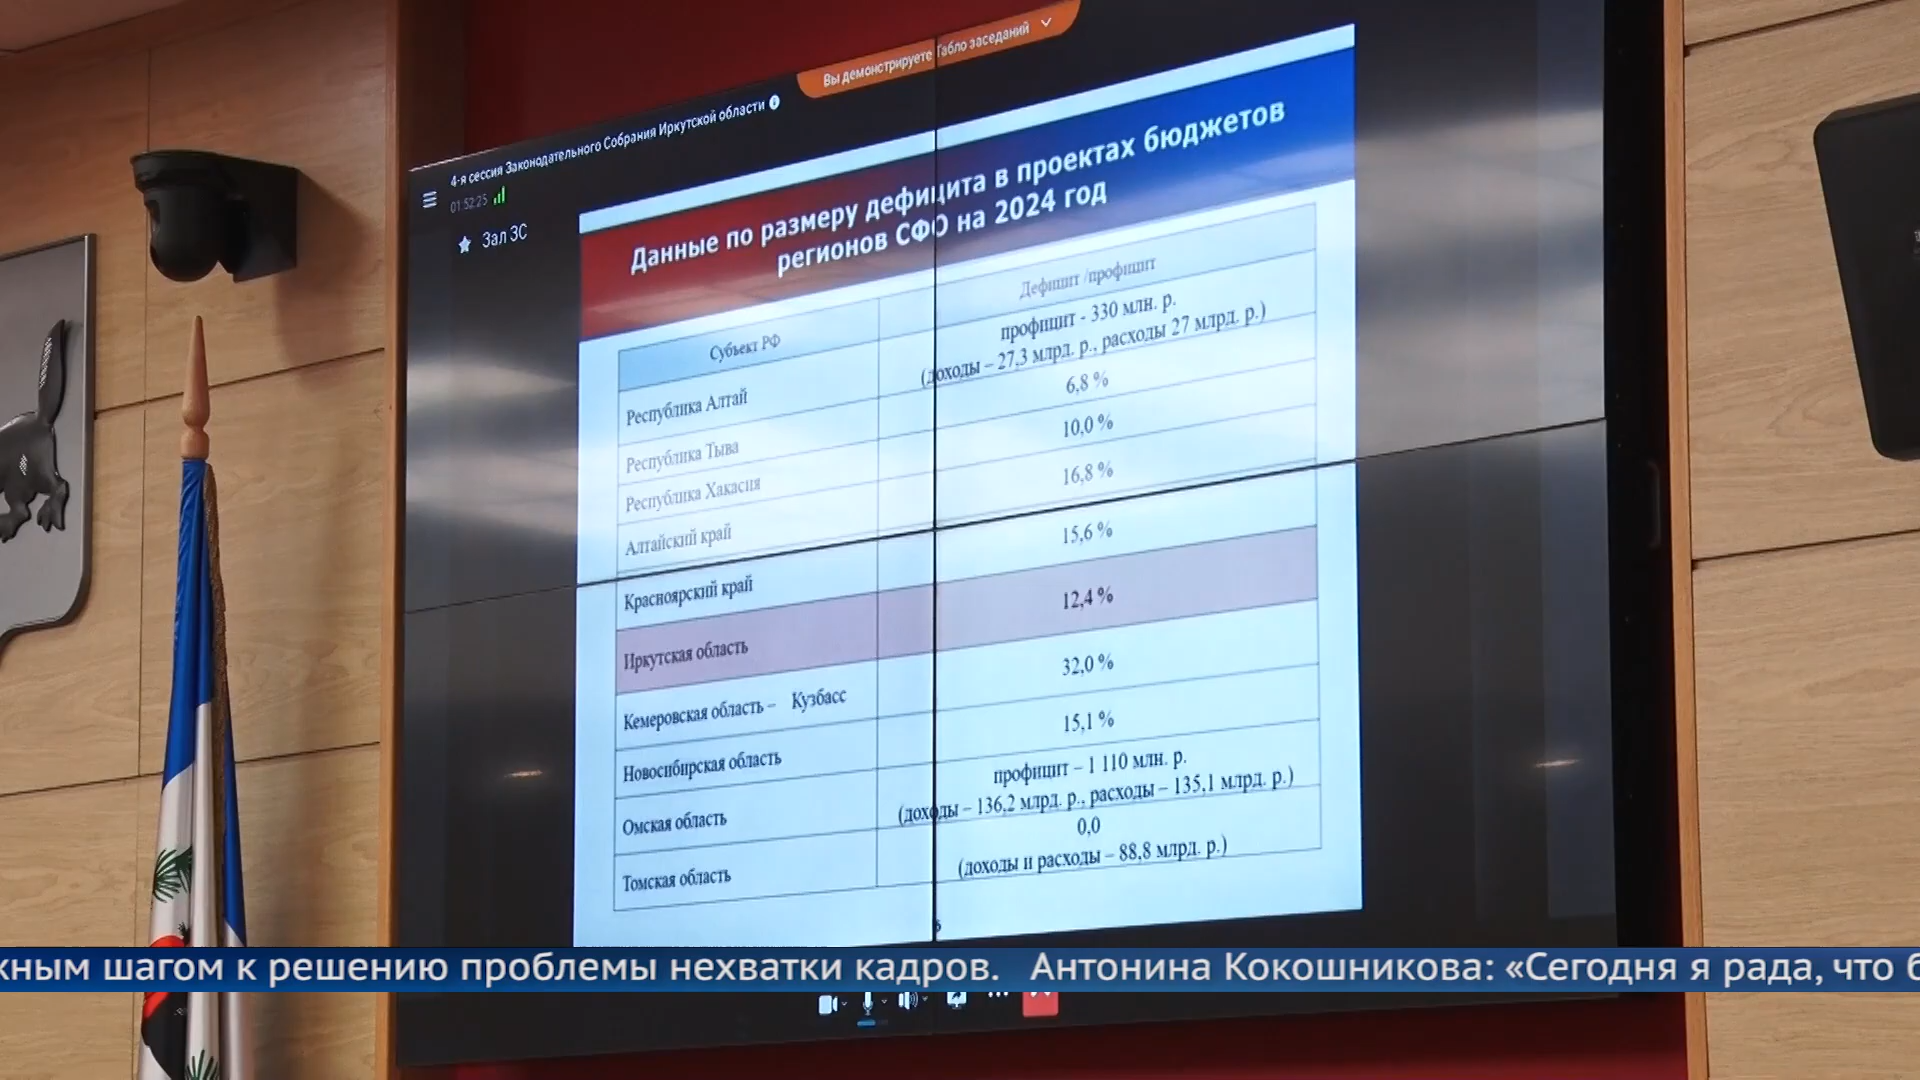 Вы демонстрируете Табло заседаний
4-я сессия Законодательного Собрания Иркутской области
01:52:25
Зал ЗС
Данные по размеру дефицита в проектах бюджетов
регионов СФО на 2024 год
Субъект РФ
Дефицит /профицит
Республика Алтай
профицит - 330 млн. р.
(доходы – 27,3 млрд. р., расходы 27 млрд. р.)
Республика Тыва
6,8 %
Республика Хакасия
10,0 %
Алтайский край
16,8 %
Красноярский край
15,6 %
Иркутская область
12,4 %
Кемеровская область – Кузбасс
32,0 %
Новосибирская область
15,1 %
Омская область
профицит – 1 110 млн. р.
(доходы – 136,2 млрд. р., расходы – 135,1 млрд. р.)
Томская область
0,0
(доходы и расходы – 88,8 млрд. р.)
жным шагом к решению проблемы нехватки кадров. Антонина Кокошникова: «Сегодня я рада, что б